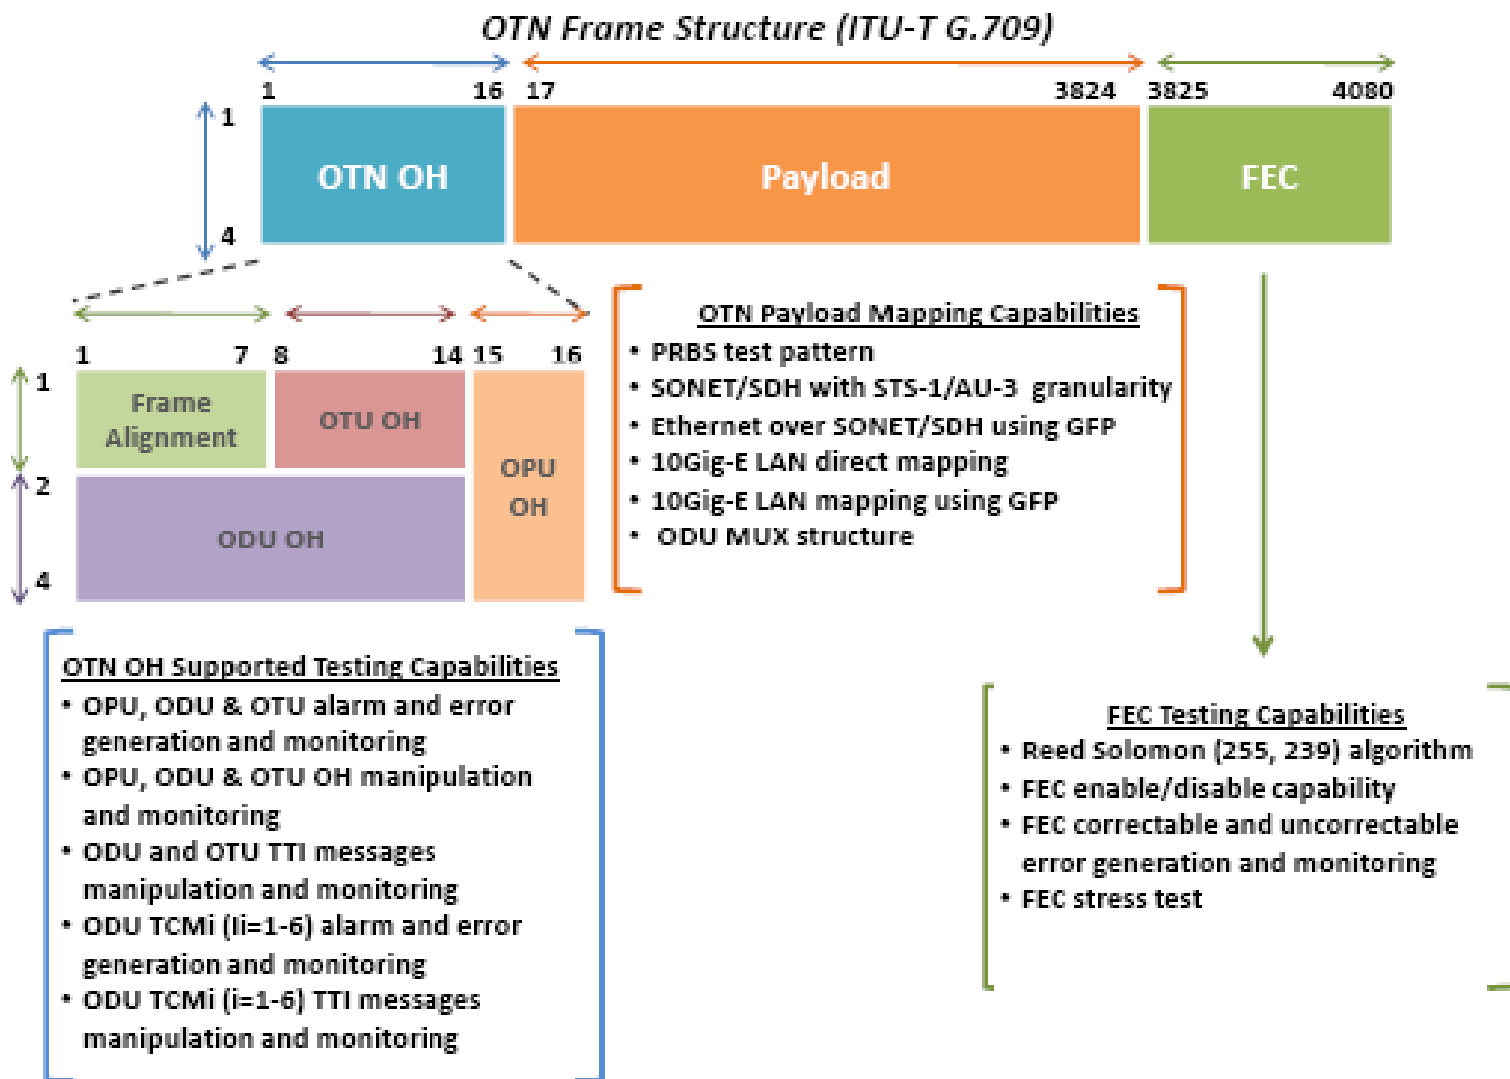 OTN Frame Structure (ITU-T G.709)
1 16 17 3824 3825 4080
1
OTN OH
Payload
FEC
4
1 7 8 14 15 16
1
Frame
Alignment
OTU OH
OPU
OH
2
ODU OH
4
OTN Payload Mapping Capabilities
• PRBS test pattern
• SONET/SDH with STS-1/AU-3 granularity
• Ethernet over SONET/SDH using GFP
• 10Gig-E LAN direct mapping
• 10Gig-E LAN mapping using GFP
• ODU MUX structure
OTN OH Supported Testing Capabilities
• OPU, ODU & OTU alarm and error
generation and monitoring
• OPU, ODU & OTU OH manipulation
and monitoring
• ODU and OTU TTI messages
manipulation and monitoring
• ODU TCMi (Ii=1-6) alarm and error
generation and monitoring
• ODU TCMi (i=1-6) TTI messages
manipulation and monitoring
FEC Testing Capabilities
• Reed Solomon (255, 239) algorithm
• FEC enable/disable capability
• FEC correctable and uncorrectable
error generation and monitoring
• FEC stress test